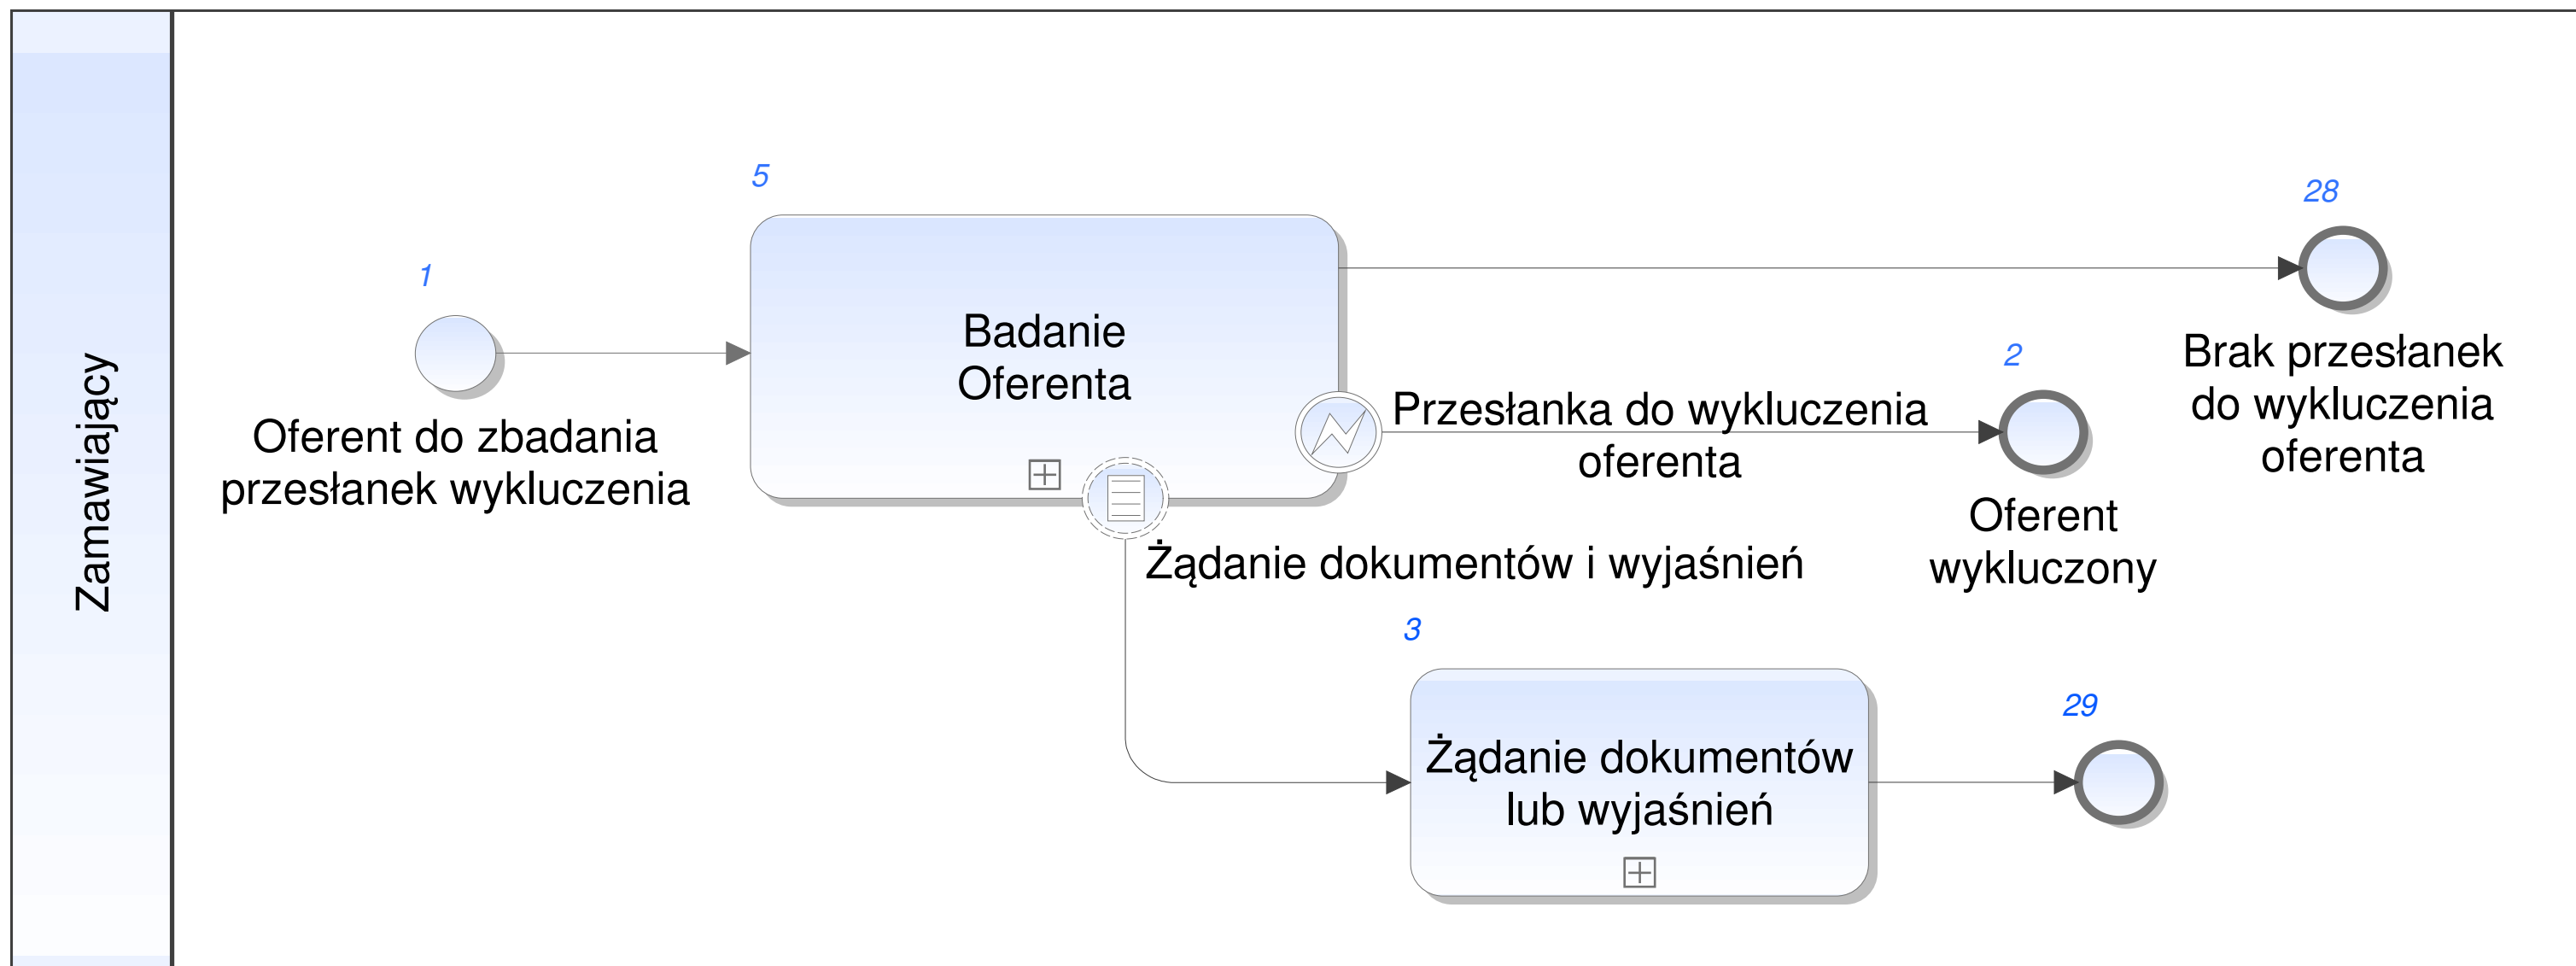 Zamawiający
1
Oferent do zbadania
przesłanek wykluczenia
5
Badanie
Oferenta
Przesłanka do wykluczenia
oferenta
28
Brak przesłanek
do wykluczenia
oferenta
2
Oferent
wykluczony
Żądanie dokumentów i wyjaśnień
3
Żądanie dokumentów
lub wyjaśnień
29